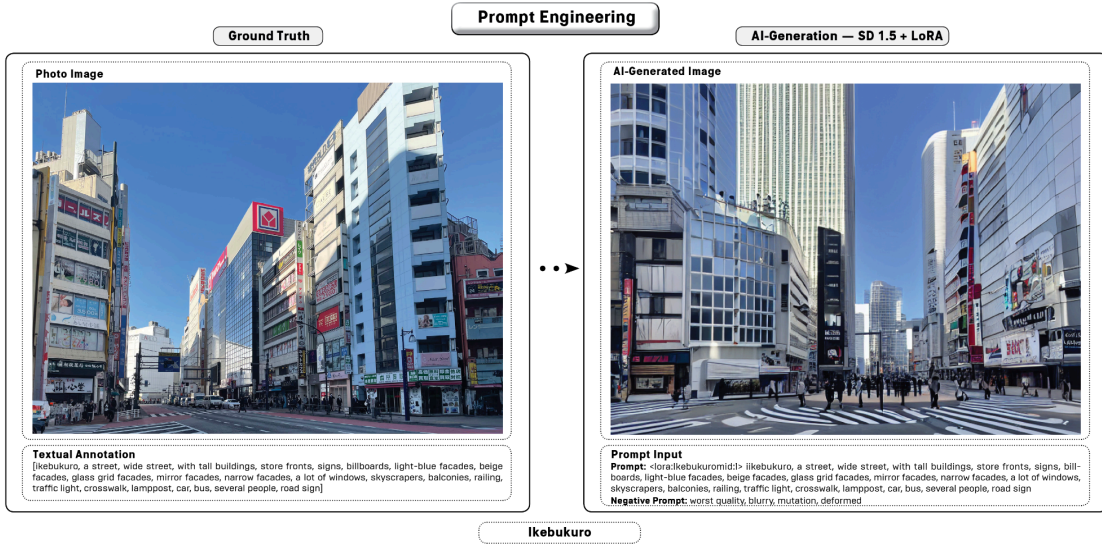 Prompt Engineering
Ground Truth
AI-Generation — SD 1.5 + LoRA
Photo Image
AI-Generated Image
Textual Annotation
[ikebukuro, a street, wide street, with tall buildings, store fronts, signs, billboards, light-blue facades, beige
facades, glass grid facades, mirror facades, narrow facades, a lot of windows, skyscrapers, balconies, railing,
traffic light, crosswalk, lamppost, car, bus, several people, road sign]
Prompt Input
Prompt: <lora:Ikebukuromid:1> iikebukuro, a street, wide street, with tall buildings, store fronts, signs, bill-
boards, light-blue facades, beige facades, glass grid facades, mirror facades, narrow facades, a lot of windows,
skyscrapers, balconies, railing, traffic light, crosswalk, lamppost, car, bus, several people, road sign
Negative Prompt: worst quality, blurry, mutation, deformed
Ikebukuro